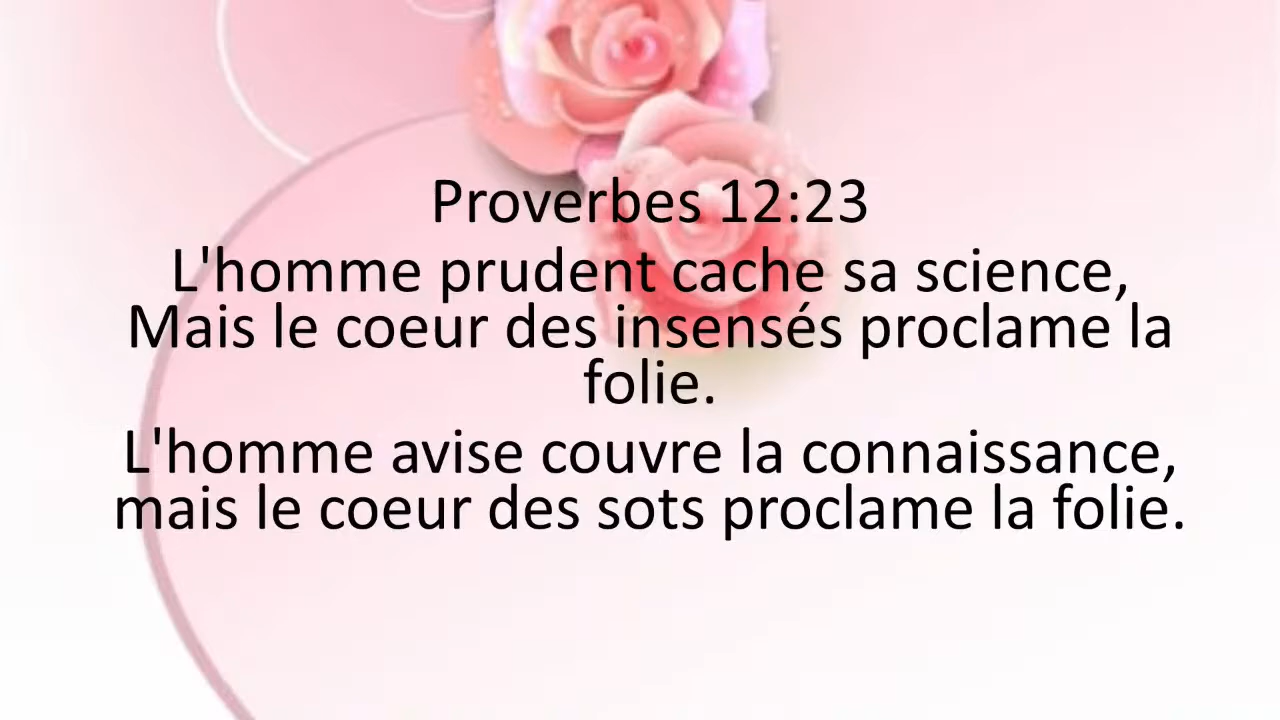 Proverbes 12:23
L'homme prudent cache sa science,
Mais le coeur des insensés proclame la
folie.
L'homme avise couvre la connaissance,
mais le coeur des sots proclame la folie.